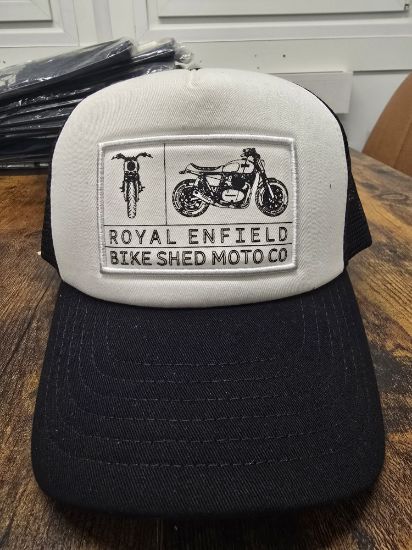 ROYAL ENFIELD
BIKE SHED MOTO CO